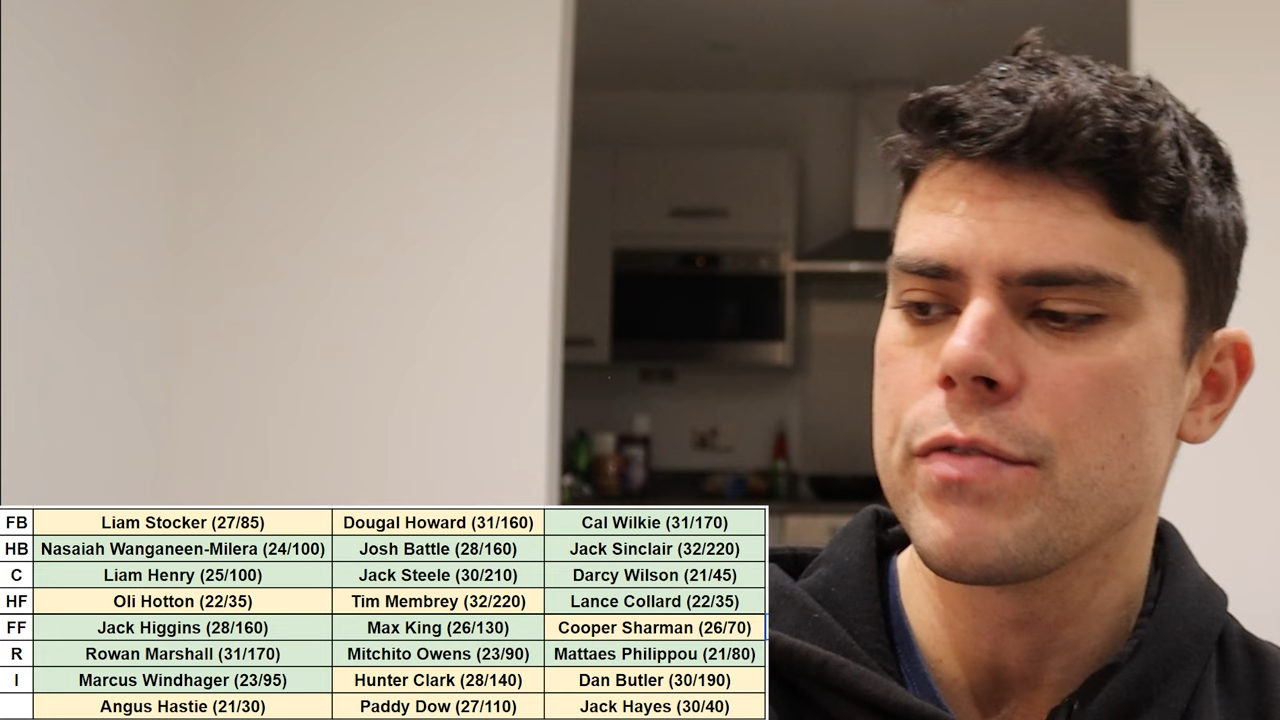 FB Liam Stocker (27/85) Dougal Howard (31/160) Cal Wilkie (31/170)
HB Nasaiah Wanganeen-Milera (24/100) Josh Battle (28/160) Jack Sinclair (32/220)
C Liam Henry (25/100) Jack Steele (30/210) Darcy Wilson (21/45)
HF Oli Hotton (22/35) Tim Membrey (32/220) Lance Collard (22/35)
FF Jack Higgins (28/160) Max King (26/130) Cooper Sharman (26/70)
R Rowan Marshall (31/170) Mitchito Owens (23/90) Mattaes Philippou (21/80)
I Marcus Windhager (23/95) Hunter Clark (28/140) Dan Butler (30/190)
Angus Hastie (21/30) Paddy Dow (27/110) Jack Hayes (30/40)